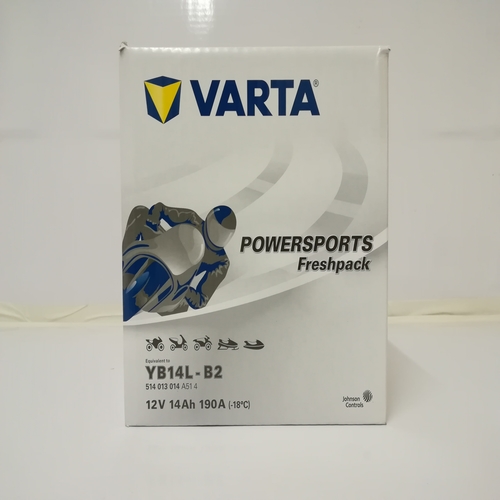 VARTA®
POWERSPORTS
Freshpack
Equivalent to
YB14L - B2
514 013 014 A51 4
12V 14Ah 190A (-18°C)
Johnson
Controls